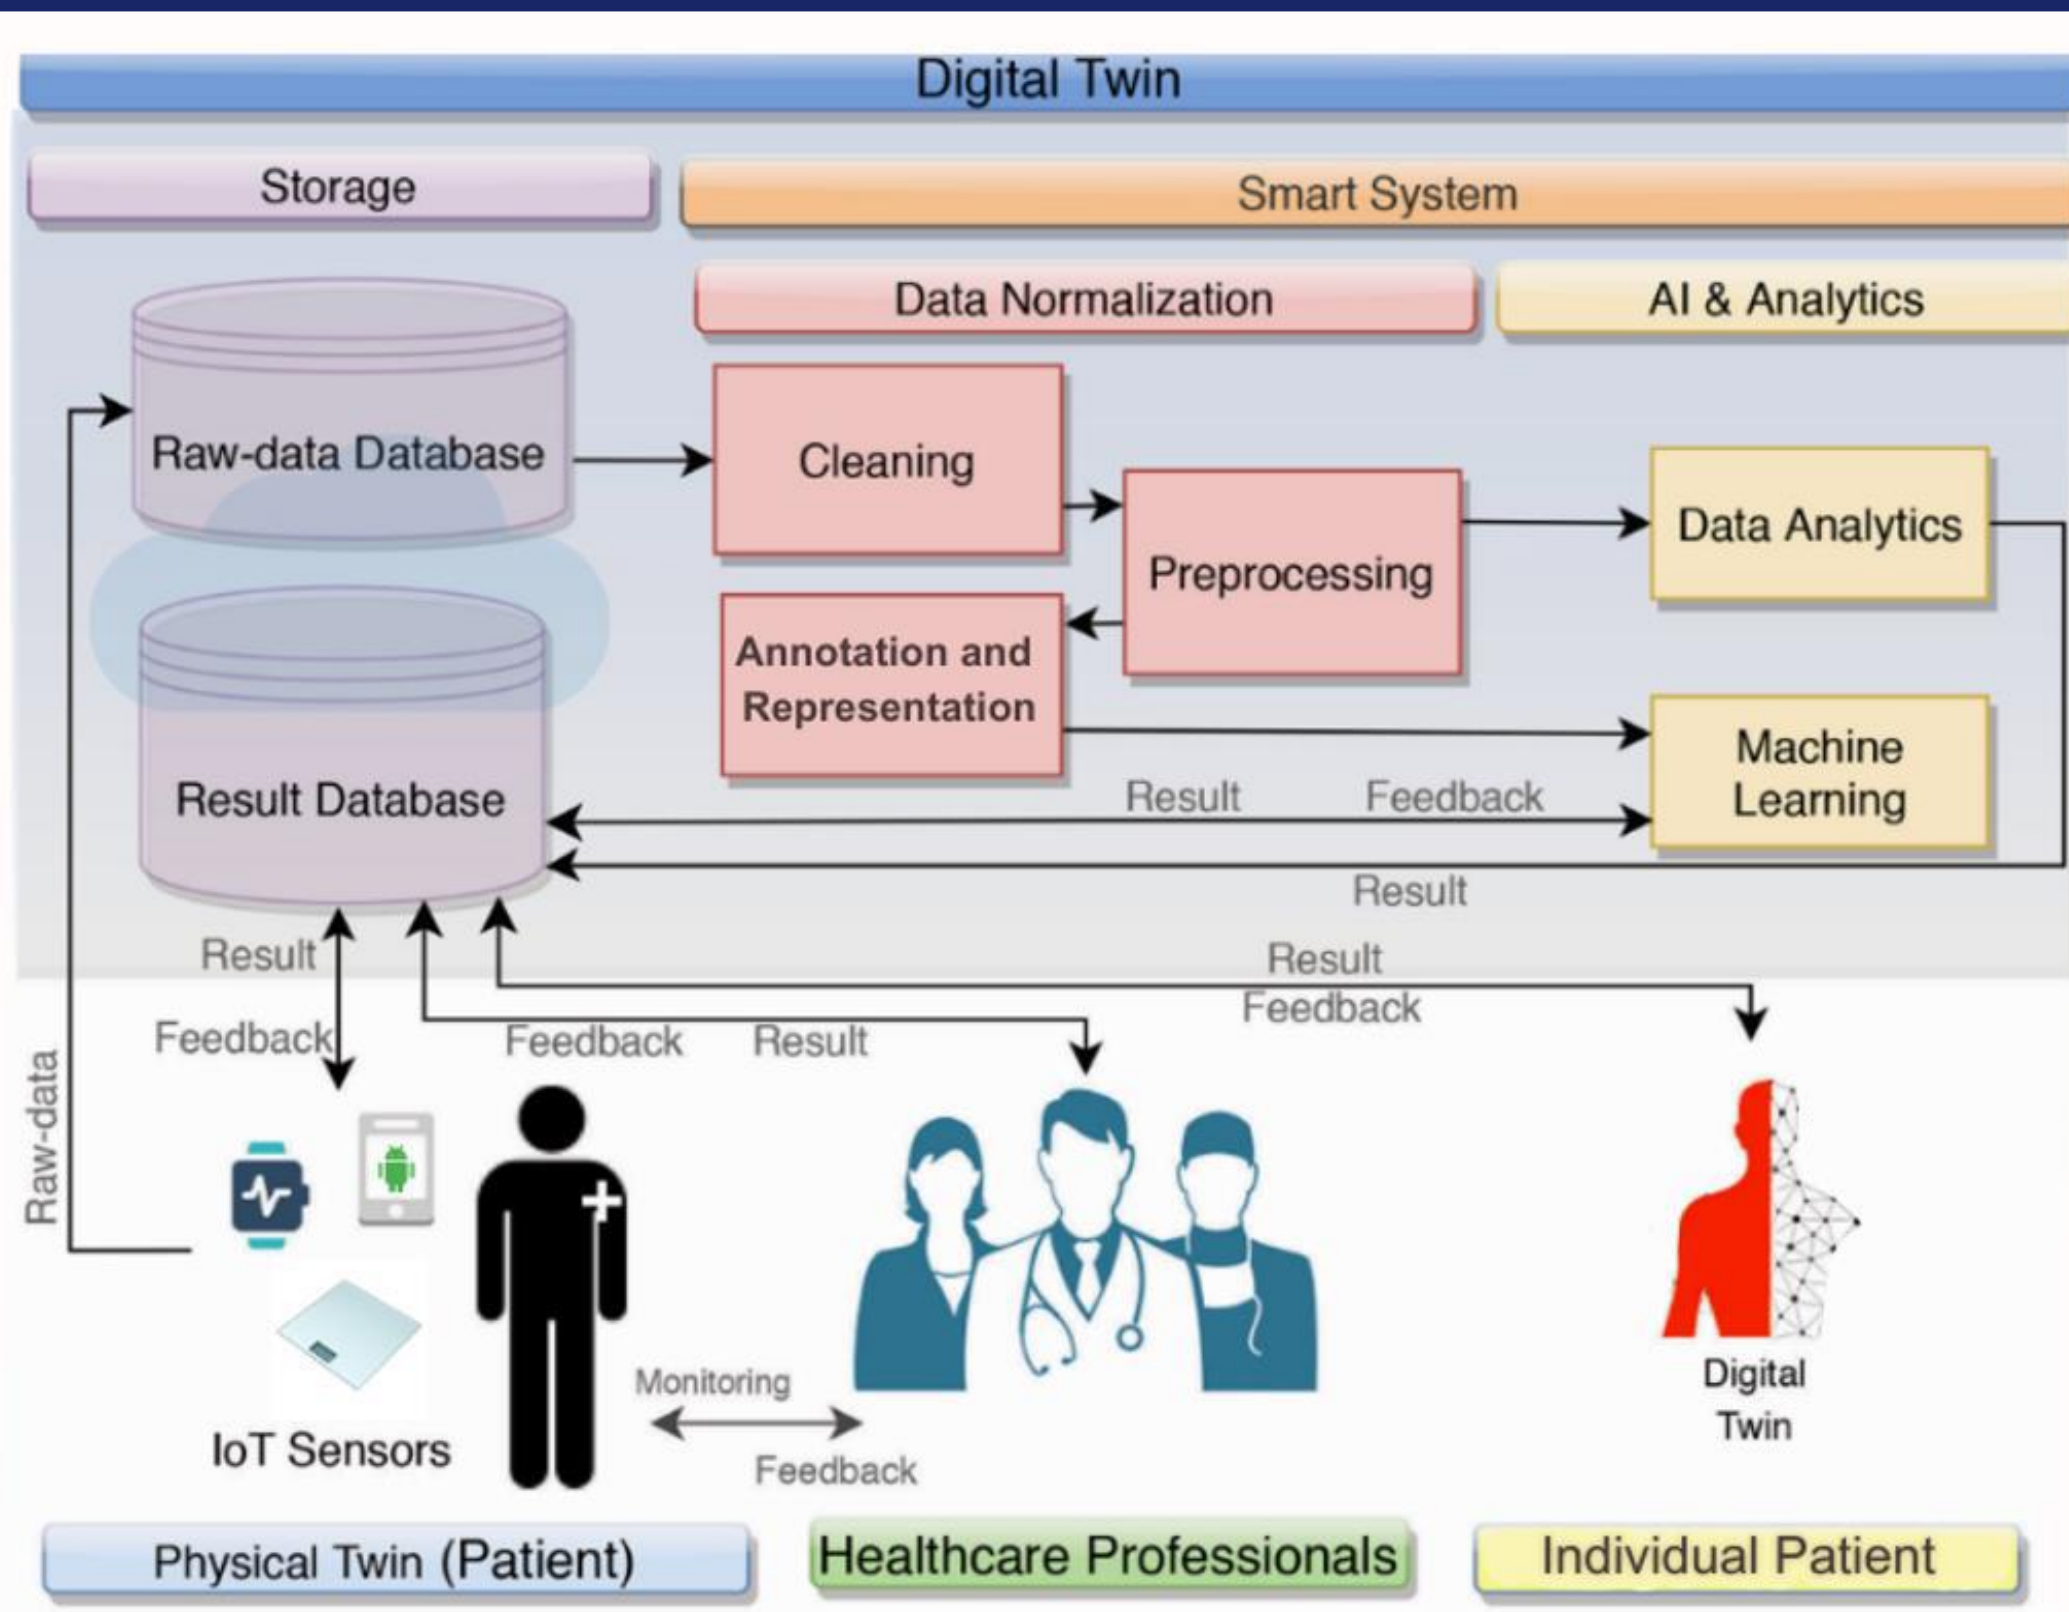 Digital Twin
Storage
Smart System
Data Normalization
AI & Analytics
Raw-data Database
Cleaning
Preprocessing
Data Analytics
Annotation and
Representation
Machine
Learning
Result Database
Result
Feedback
Result
Result
Feedback
Result
Feedback
Feedback
Result
Raw-data
Monitoring
Feedback
IoT Sensors
Digital
Twin
Physical Twin (Patient)
Healthcare Professionals
Individual Patient